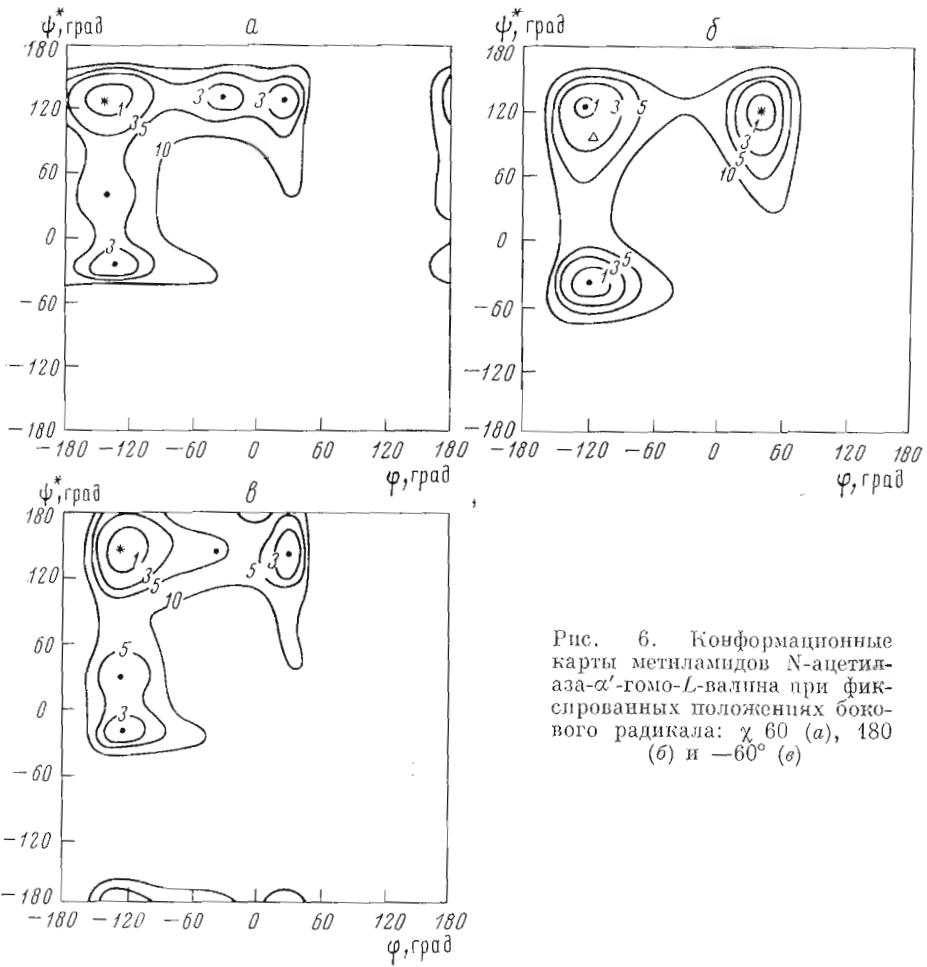 ψ*, град
а
180
120
60
0
−60
−120
−180
1
3
5
3
3
10
3
−180 −120 −60 0 60 120 180
φ, град
ψ*, град
б
180
120
60
0
−60
−120
−180
1 3 5
1
3
5
10
1 3 5
−180 −120 −60 0 60 120 180
φ, град
ψ*, град
в
180
120
60
0
−60
−120
−180
1
3
5
10
5
3
5
3
−180 −120 −60 0 60 120 180
φ, град
Рис. 6. Конформационные
карты метиламидов N-ацетил-
аза-α′-гомо-L-валина при фик-
сированных положениях боко-
вого радикала: χ 60 (а), 180
(б) и —60° (в)